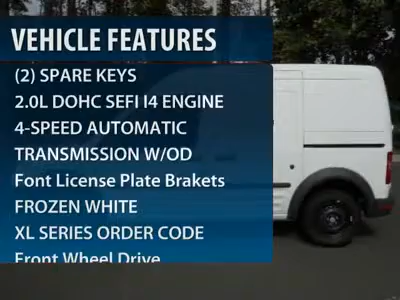 VEHICLE FEATURES
(2) SPARE KEYS
2.0L DOHC SEFI I4 ENGINE
4-SPEED AUTOMATIC
TRANSMISSION W/OD
Font License Plate Brakets
FROZEN WHITE
XL SERIES ORDER CODE
Front Wheel Drive